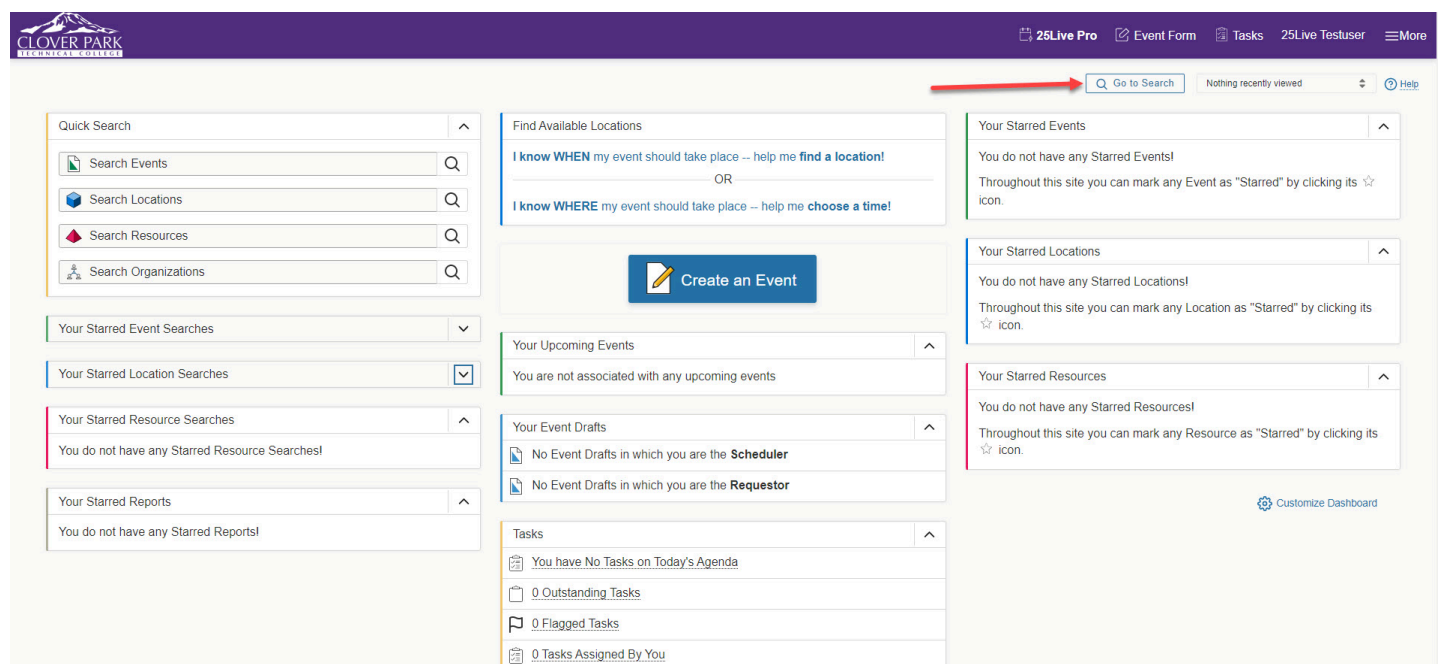 CLOVER PARK
TECHNICAL COLLEGE
25Live Pro Event Form Tasks 25Live Testuser More
Go to Search Nothing recently viewed Help
Quick Search
Search Events
Search Locations
Search Resources
Search Organizations
Your Starred Event Searches
Your Starred Location Searches
Your Starred Resource Searches
You do not have any Starred Resource Searches!
Your Starred Reports
You do not have any Starred Reports!
Find Available Locations
I know WHEN my event should take place -- help me find a location!
OR
I know WHERE my event should take place -- help me choose a time!
Create an Event
Your Upcoming Events
You are not associated with any upcoming events
Your Event Drafts
No Event Drafts in which you are the Scheduler
No Event Drafts in which you are the Requestor
Tasks
You have No Tasks on Today's Agenda
0 Outstanding Tasks
0 Flagged Tasks
0 Tasks Assigned By You
Your Starred Events
You do not have any Starred Events!
Throughout this site you can mark any Event as "Starred" by clicking its ☆
icon.
Your Starred Locations
You do not have any Starred Locations!
Throughout this site you can mark any Location as "Starred" by clicking its
☆ icon.
Your Starred Resources
You do not have any Starred Resources!
Throughout this site you can mark any Resource as "Starred" by clicking its
☆ icon.
Customize Dashboard